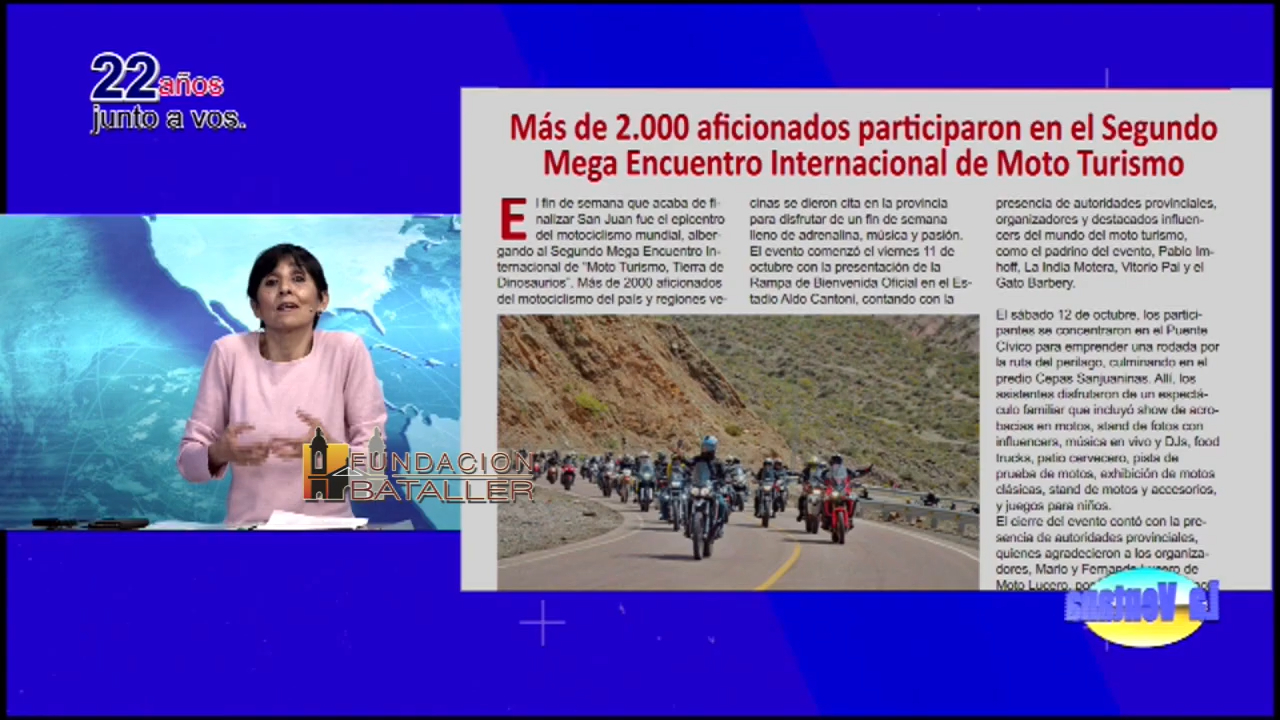 22 años
junto a vos.
Más de 2.000 aficionados participaron en el Segundo
Mega Encuentro Internacional de Moto Turismo
El fin de semana que acaba de fi-
nalizar San Juan fue el epicentro
del motociclismo mundial, alber-
gando al Segundo Mega Encuentro In-
ternacional de "Moto Turismo, Tierra de
Dinosaurios". Más de 2000 aficionados
del motociclismo del país y regiones ve-
cinas se dieron cita en la provincia
para disfrutar de un fin de semana
lleno de adrenalina, música y pasión.
El evento comenzó el viernes 11 de
octubre con la presentación de la
Rampa de Bienvenida Oficial en el Es-
tadio Aldo Cantoni, contando con la
presencia de autoridades provinciales,
organizadores y destacados influen-
cers del mundo del moto turismo,
como el padrino del evento, Pablo Im-
hoff, La India Motera, Vitorio Pai y el
Gato Barbery.
El sábado 12 de octubre, los partici-
pantes se concentraron en el Puente
Cívico para emprender una rodada por
la ruta del perilago, culminando en el
predio Cepas Sanjuaninas. Allí, los
asistentes disfrutaron de un espectá-
culo familiar que incluyó show de acro-
bacias en motos, stand de fotos con
influencers, música en vivo y DJs, food
trucks, patio cervecero, pista de
prueba de motos, exhibición de motos
clásicas, stand de motos y accesorios,
y juegos para niños.
El cierre del evento contó con la pre-
sencia de autoridades provinciales,
quienes agradecieron a los organiza-
dores, Mario y Fernando Lucero de
Moto Lucero,
FUNDACION
BATALLER
La Ventana